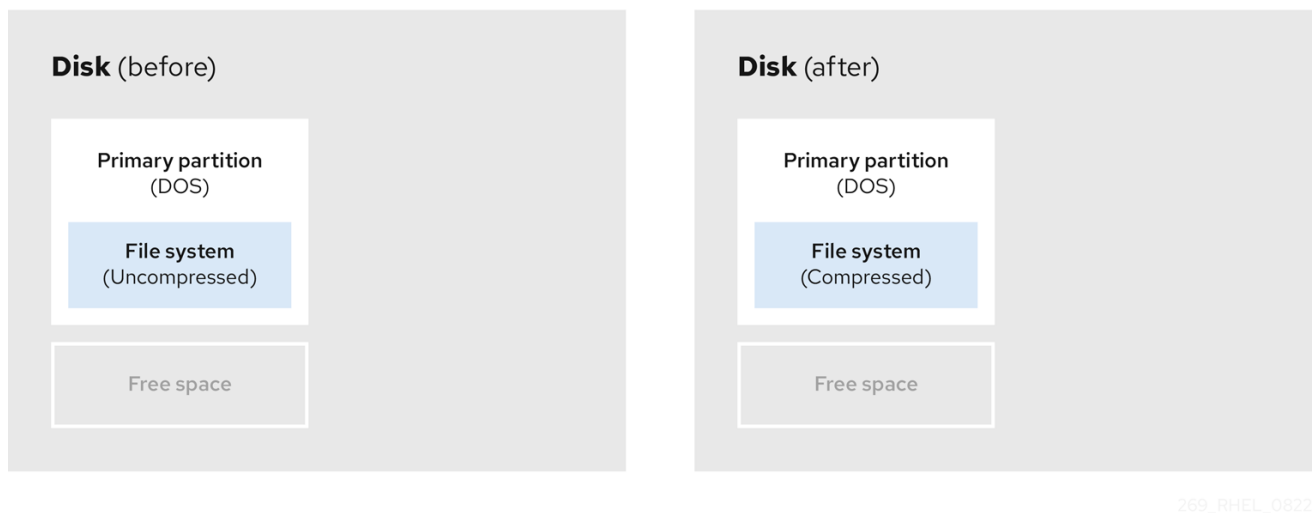 Disk (before)
Primary partition
(DOS)
File system
(Uncompressed)
Free space
Disk (after)
Primary partition
(DOS)
File system
(Compressed)
Free space
269_RHEL_0822